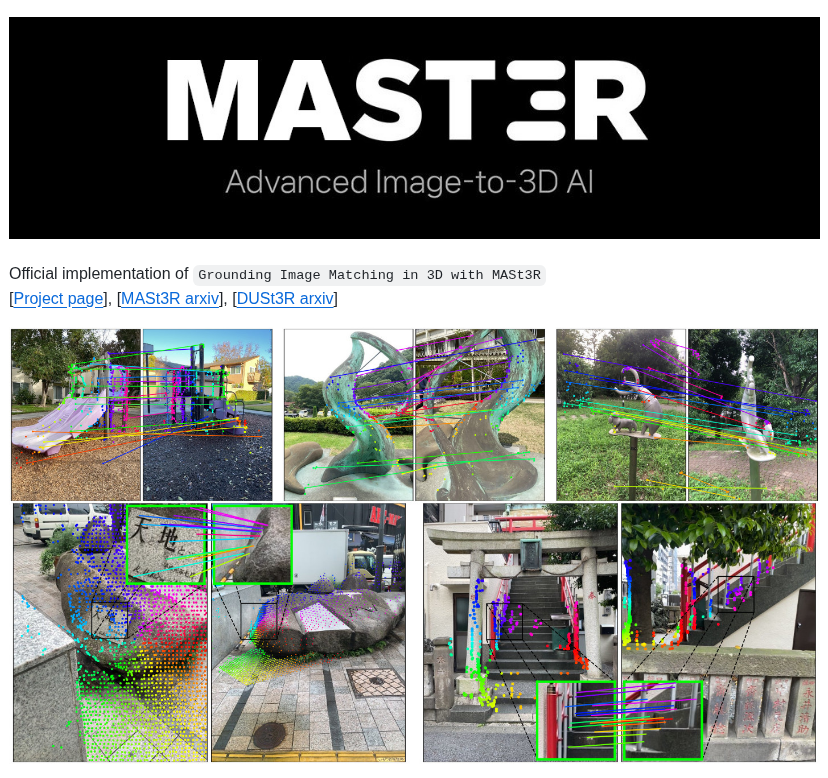 MASTER
Advanced Image-to-3D AI
Official implementation of Grounding Image Matching in 3D with MASt3R
[Project page], [MASt3R arxiv], [DUSt3R arxiv]
天地